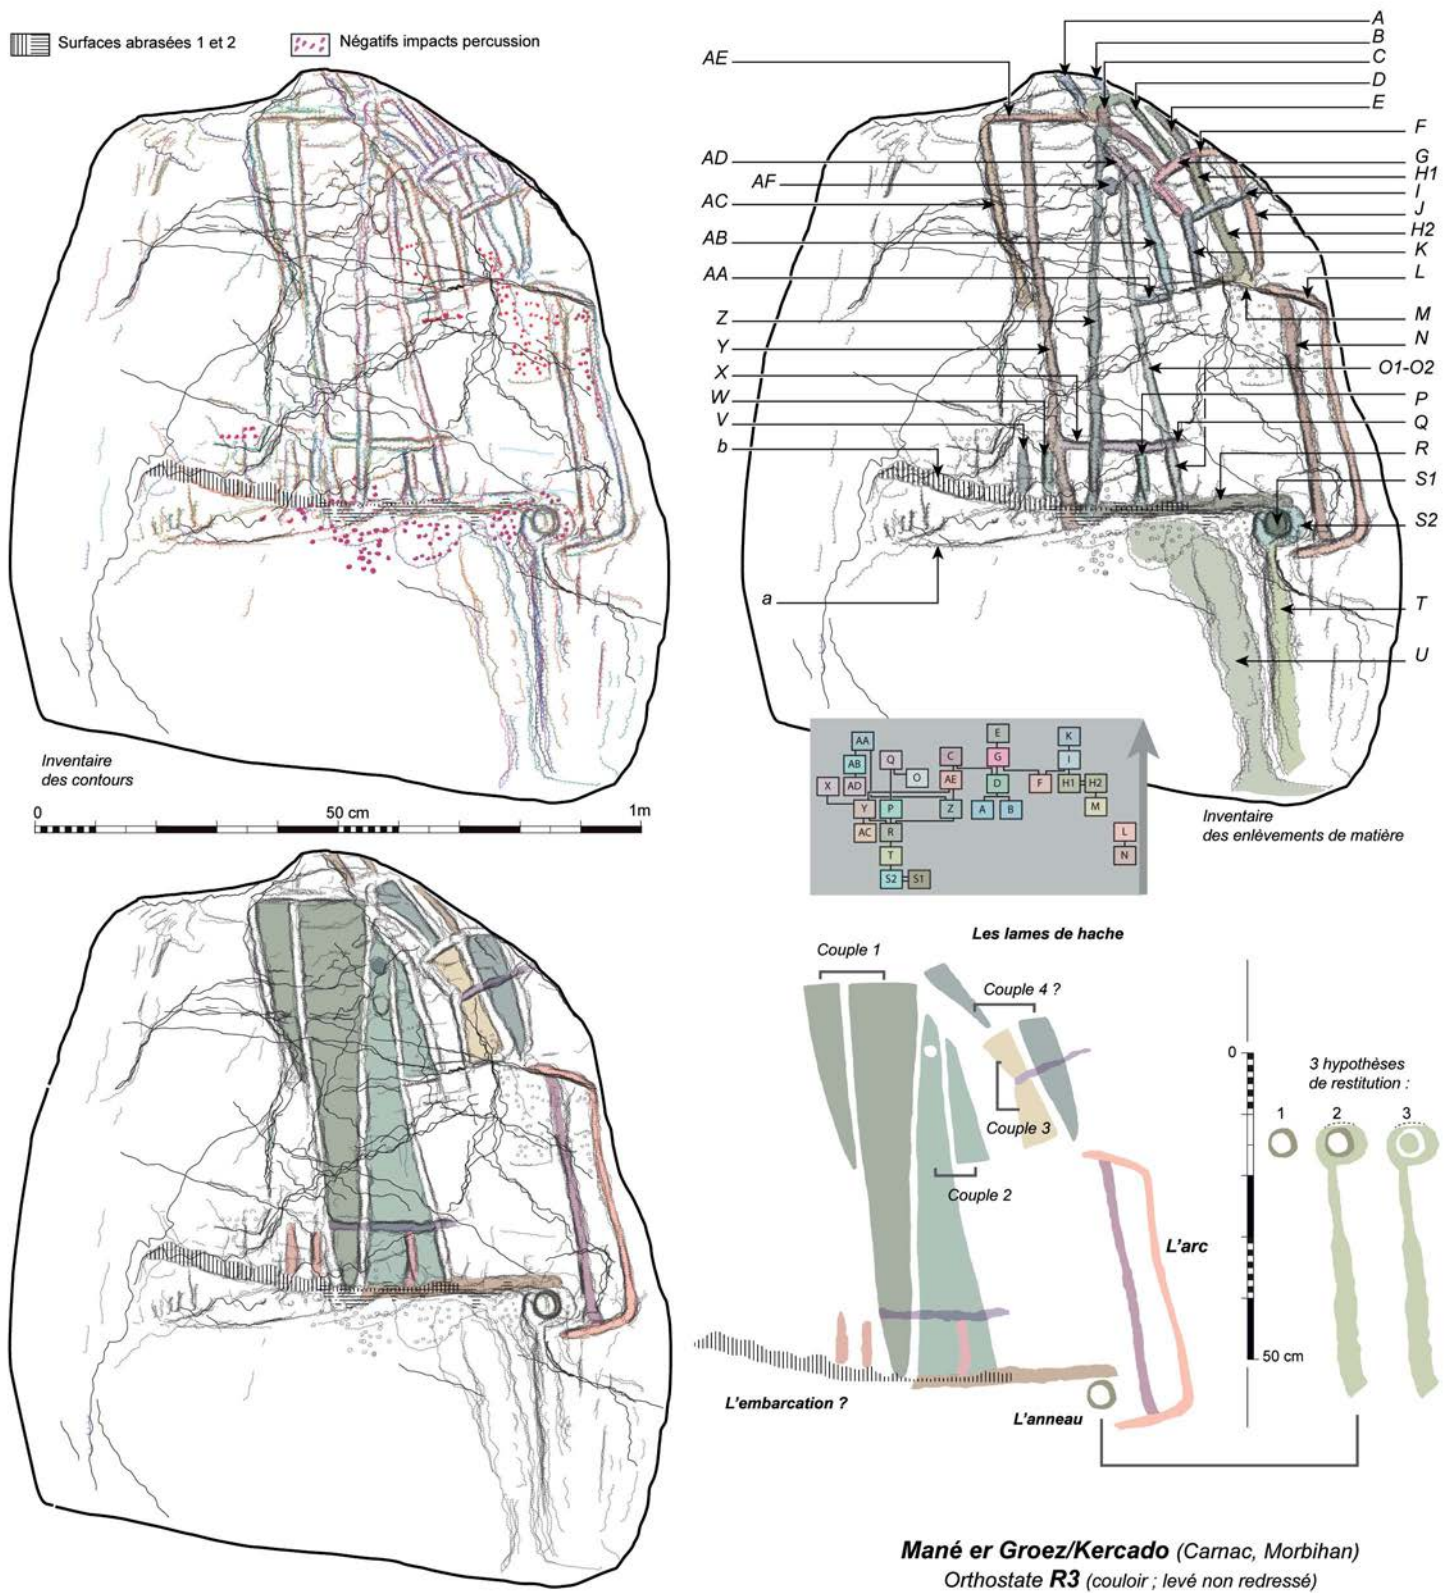 Surfaces abrasées 1 et 2
Négatifs impacts percussion
Inventaire
des contours
0 50 cm 1m
A
B
C
D
E
F
G
H1
I
J
H2
K
L
M
N
O1-O2
P
Q
R
S1
S2
T
U
AE
AD
AF
AC
AB
AA
Z
Y
X
W
V
b
a
E K
AA
Q C G I
AB
O AE D F H1 H2
X AD
Y P Z A B M
AC R L
T N
S2 S1
Inventaire
des enlèvements de matière
Les lames de hache
Couple 1
Couple 4 ?
Couple 3
Couple 2
L'arc
L'embarcation ?
L'anneau
0
50 cm
3 hypothèses
de restitution :
1 2 3
Mané er Groez/Kercado (Carnac, Morbihan)
Orthostate R3 (couloir ; levé non redressé)